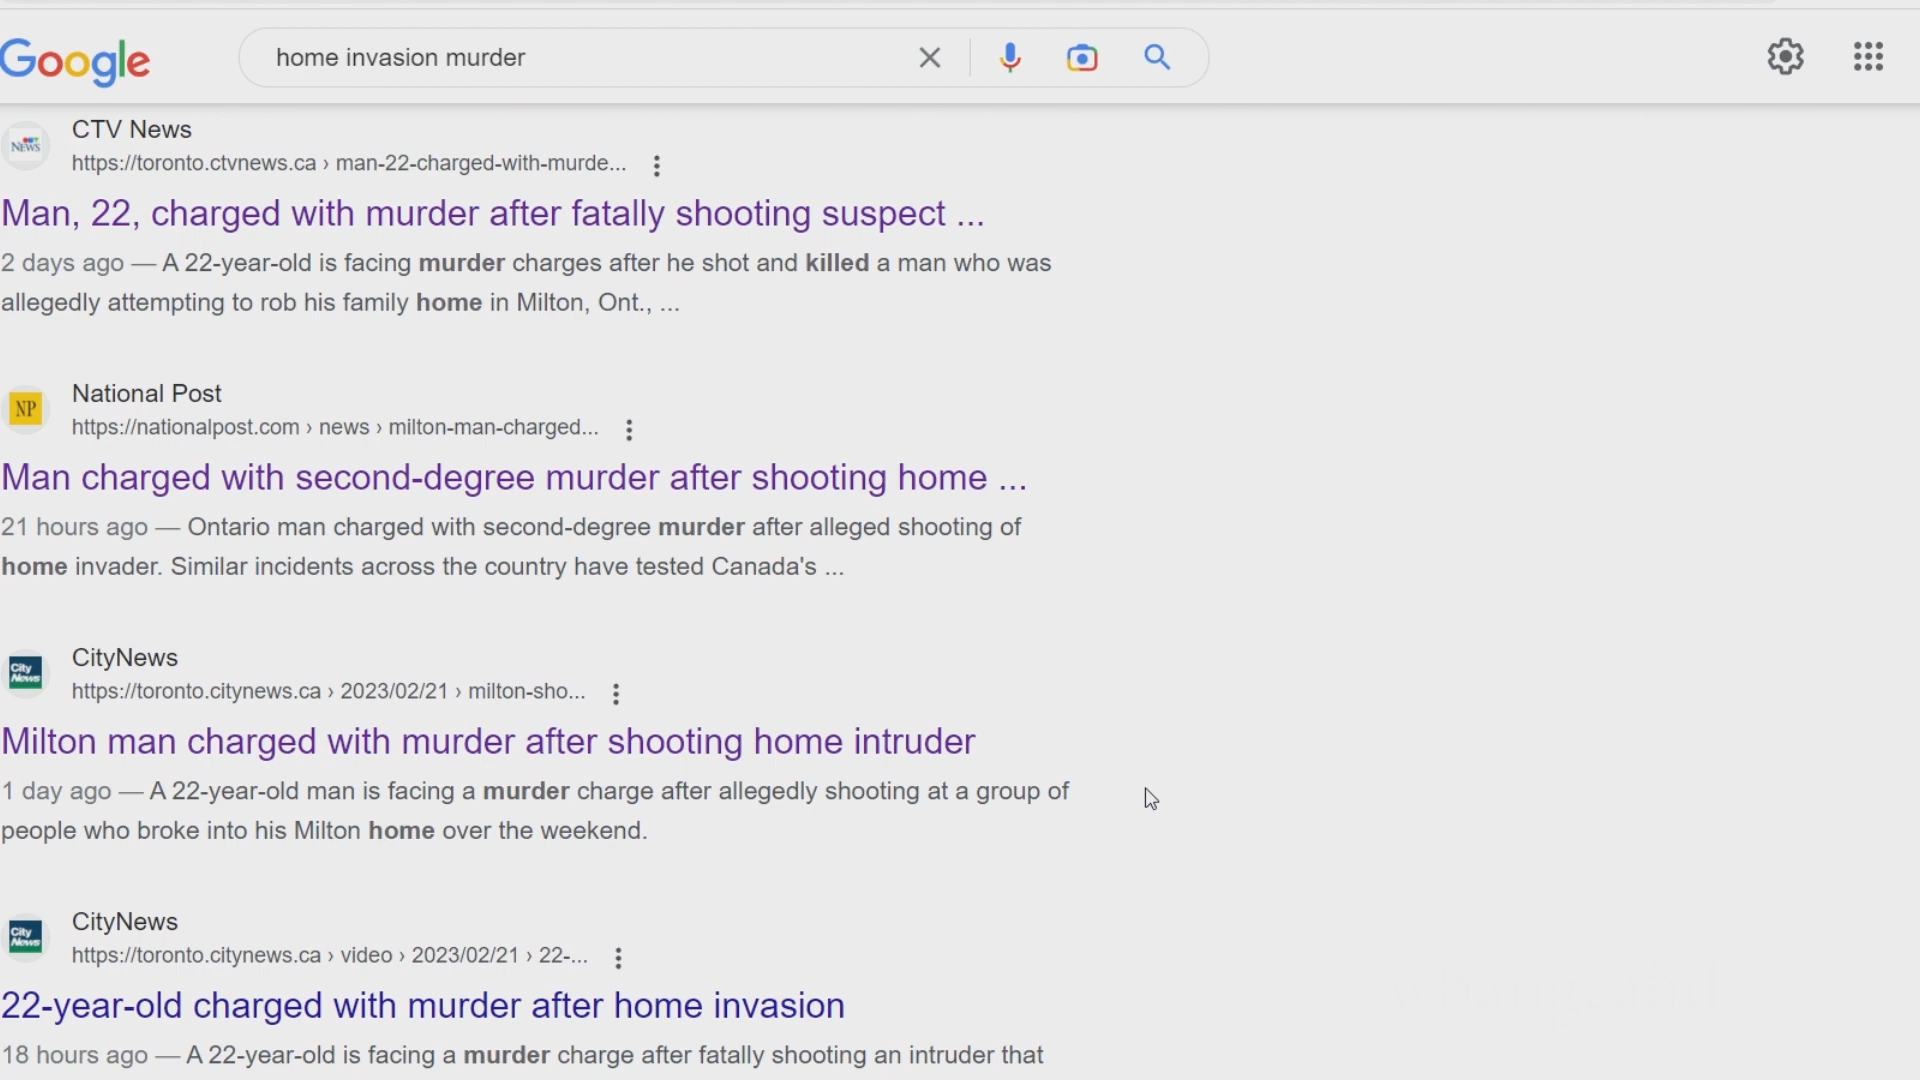 Google
home invasion murder
NEWS
CTV News
https://toronto.ctvnews.ca › man-22-charged-with-murde...
Man, 22, charged with murder after fatally shooting suspect ...
2 days ago — A 22-year-old is facing murder charges after he shot and killed a man who was
allegedly attempting to rob his family home in Milton, Ont., ...
NP
National Post
https://nationalpost.com › news › milton-man-charged...
Man charged with second-degree murder after shooting home ...
21 hours ago — Ontario man charged with second-degree murder after alleged shooting of
home invader. Similar incidents across the country have tested Canada's ...
City
News
CityNews
https://toronto.citynews.ca › 2023/02/21 › milton-sho...
Milton man charged with murder after shooting home intruder
1 day ago — A 22-year-old man is facing a murder charge after allegedly shooting at a group of
people who broke into his Milton home over the weekend.
City
News
CityNews
https://toronto.citynews.ca › video › 2023/02/21 › 22-...
22-year-old charged with murder after home invasion
18 hours ago — A 22-year-old is facing a murder charge after fatally shooting an intruder that